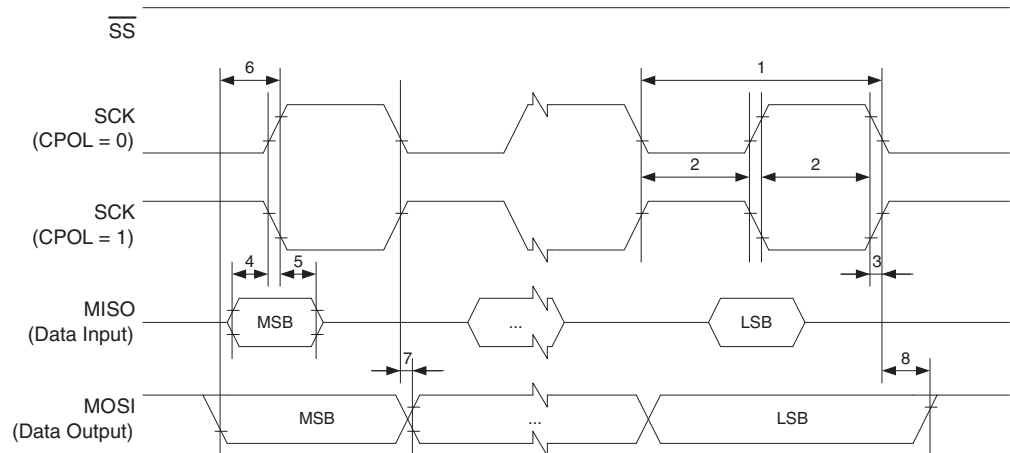 SS
6
1
SCK
(CPOL = 0)
2
2
SCK
(CPOL = 1)
4
5
3
MISO
(Data Input)
MSB
...
LSB
7
8
MOSI
(Data Output)
MSB
...
LSB